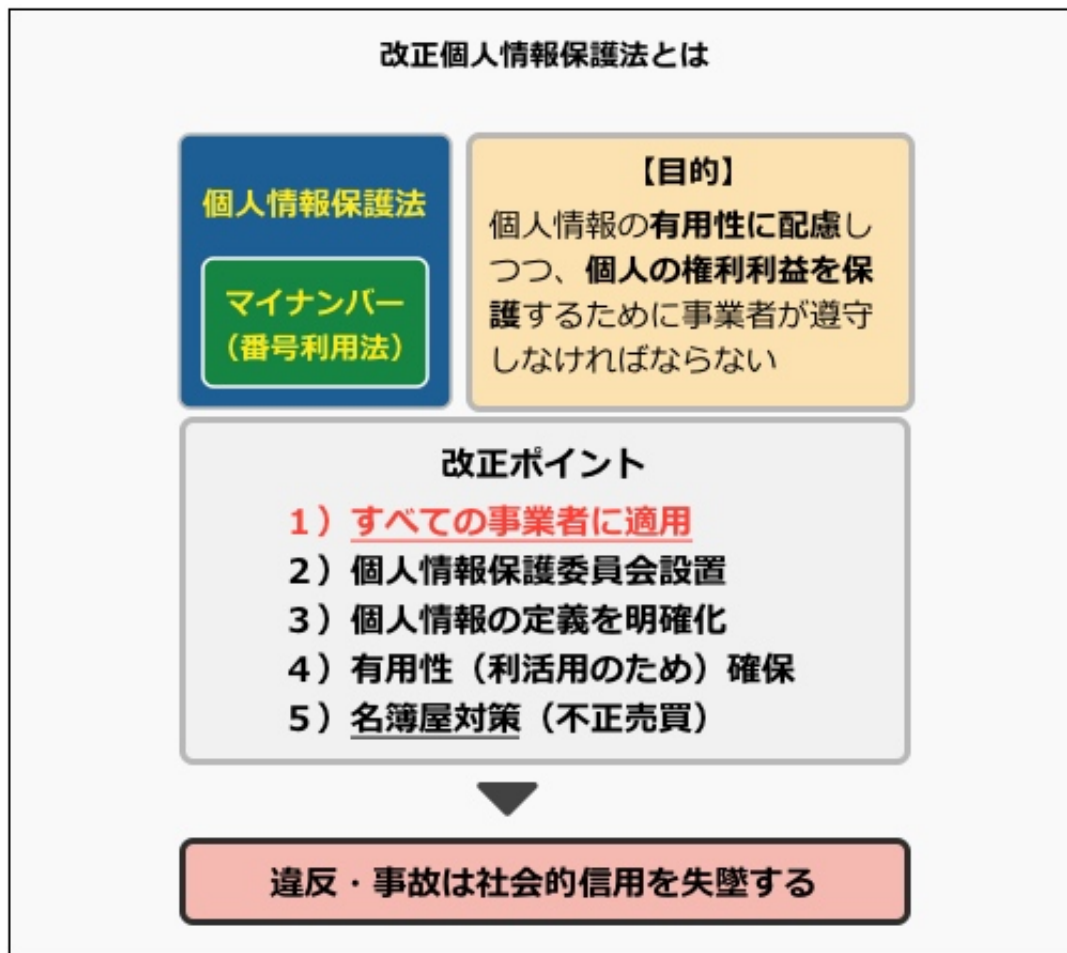 改正個人情報保護法とは
個人情報保護法
マイナンバー
（番号利用法）
【目的】
個人情報の有用性に配慮し
つつ、個人の権利利益を保
護するために事業者が遵守
しなければならない
改正ポイント
１）すべての事業者に適用
２）個人情報保護委員会設置
３）個人情報の定義を明確化
４）有用性（利活用のため）確保
５）名簿屋対策（不正売買）
違反・事故は社会的信用を失墜する